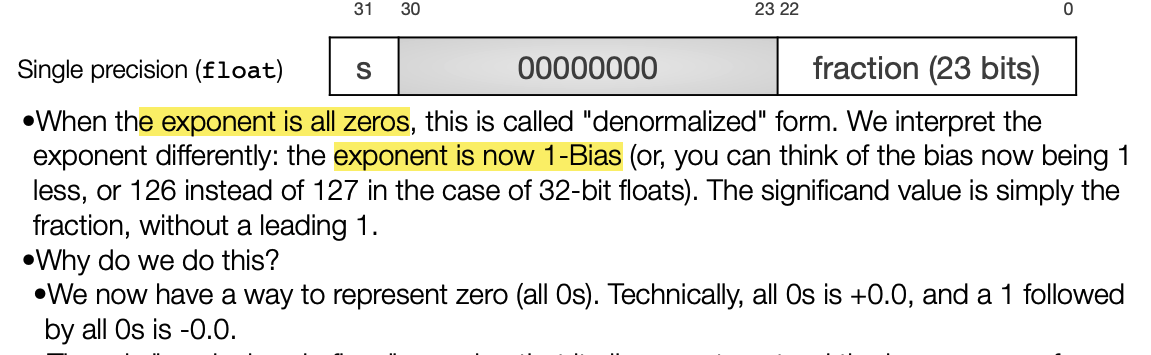 31 30 23 22 0
Single precision (float) s 00000000 fraction (23 bits)
•When the exponent is all zeros, this is called "denormalized" form. We interpret the
exponent differently: the exponent is now 1-Bias (or, you can think of the bias now being 1
less, or 126 instead of 127 in the case of 32-bit floats). The significand value is simply the
fraction, without a leading 1.
•Why do we do this?
•We now have a way to represent zero (all 0s). Technically, all 0s is +0.0, and a 1 followed
by all 0s is -0.0.